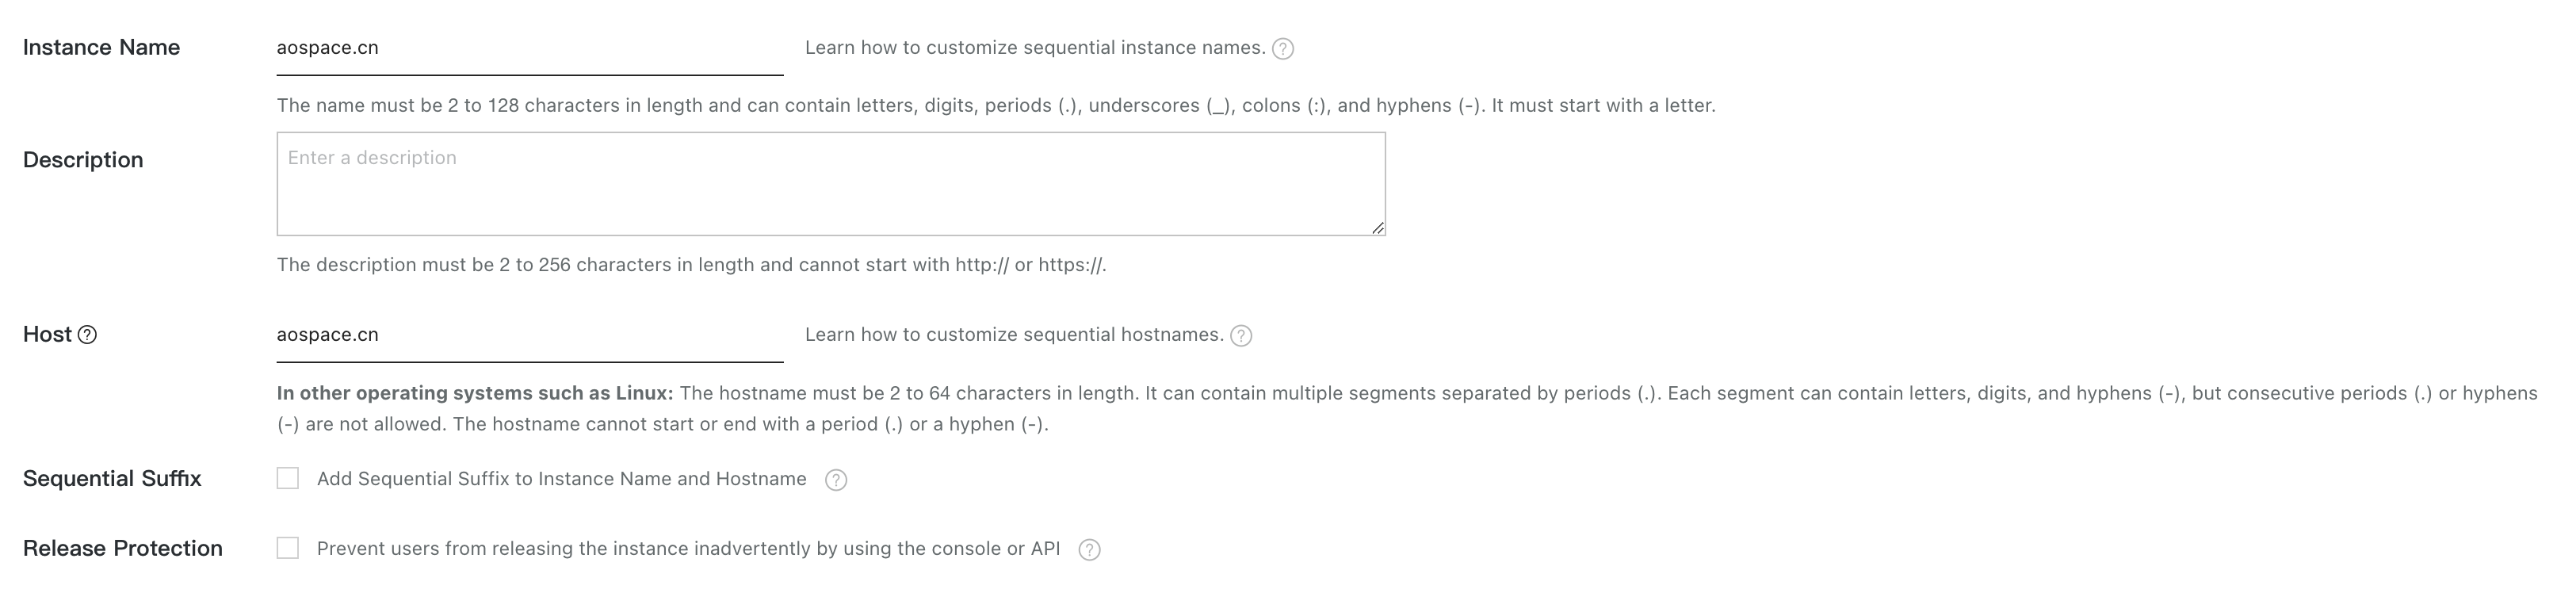 Instance Name
aospace.cn
Learn how to customize sequential instance names. ?
The name must be 2 to 128 characters in length and can contain letters, digits, periods (.), underscores (_), colons (:), and hyphens (-). It must start with a letter.
Description
Enter a description
The description must be 2 to 256 characters in length and cannot start with http:// or https://.
Host ?
aospace.cn
Learn how to customize sequential hostnames. ?
In other operating systems such as Linux: The hostname must be 2 to 64 characters in length. It can contain multiple segments separated by periods (.). Each segment can contain letters, digits, and hyphens (-), but consecutive periods (.) or hyphens
(-) are not allowed. The hostname cannot start or end with a period (.) or a hyphen (-).
Sequential Suffix
Add Sequential Suffix to Instance Name and Hostname ?
Release Protection
Prevent users from releasing the instance inadvertently by using the console or API ?